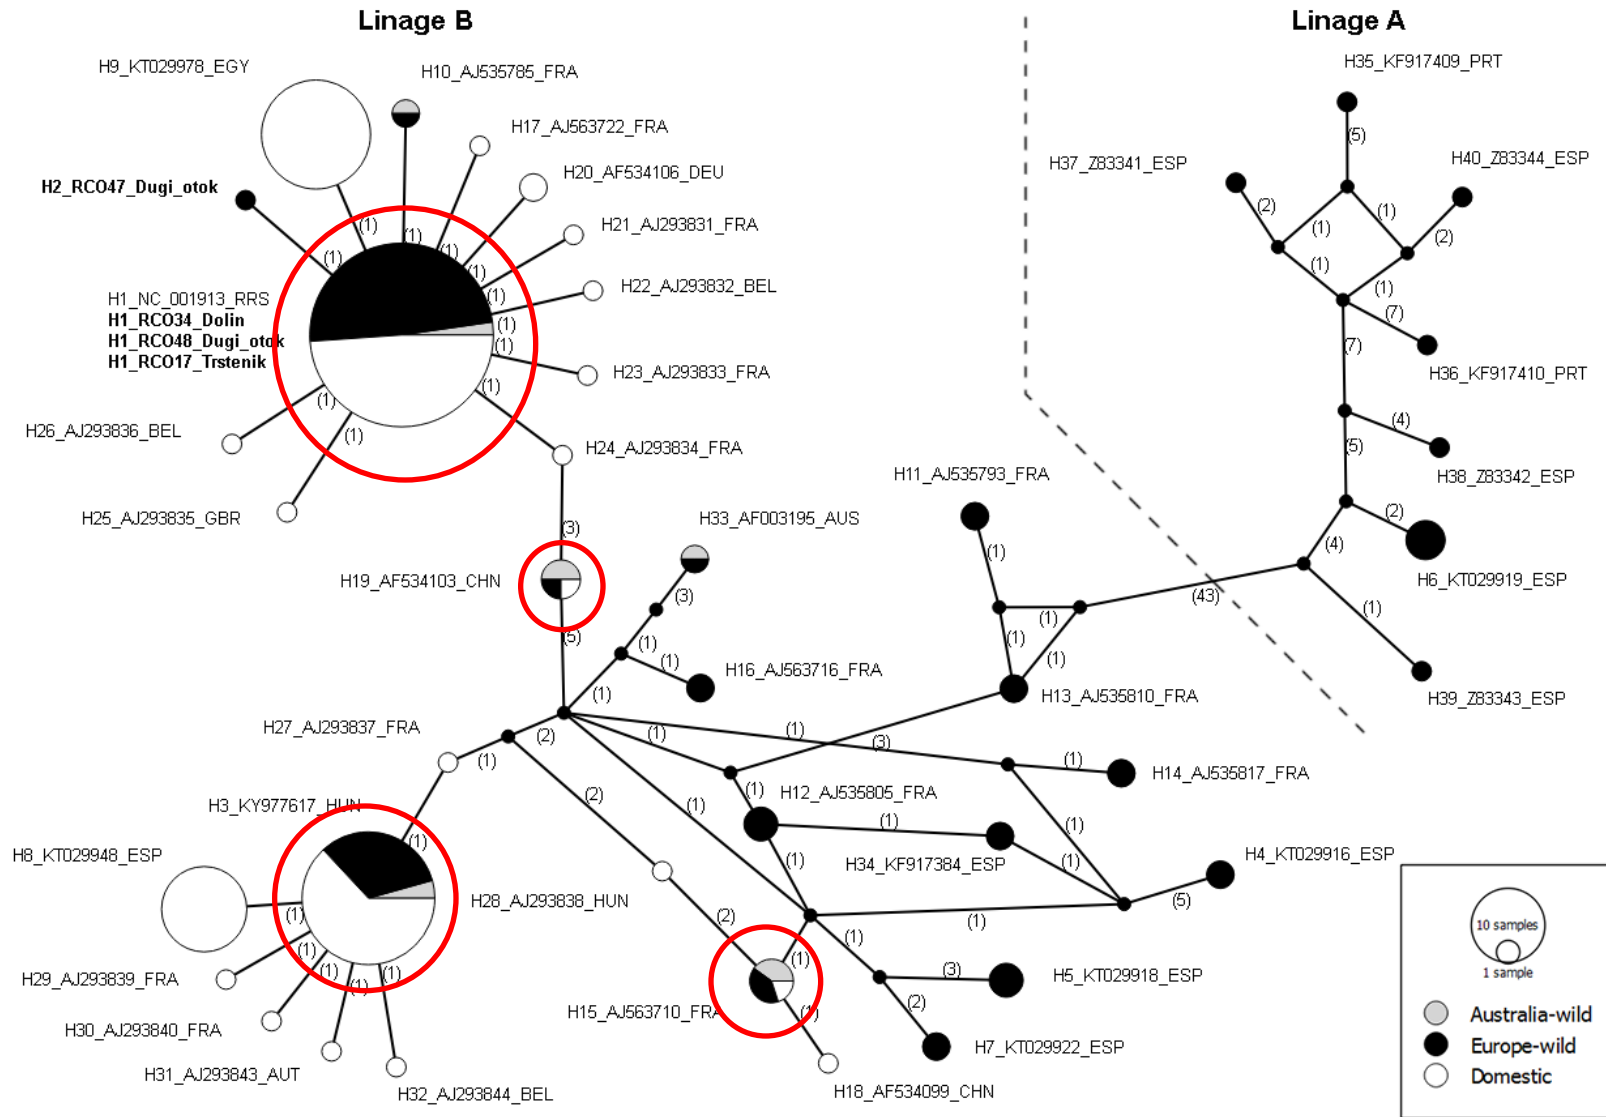 Linage B
Linage A
H9_KT029978_EGY
H10_AJ535785_FRA
H17_AJ563722_FRA
H20_AF534106_DEU
H2_RCO47_Dugi_otok
H21_AJ293831_FRA
H22_AJ293832_BEL
H1_NC_001913_RRS
H1_RCO34_Dolin
H1_RCO48_Dugi_otok
H1_RCO17_Trstenik
H23_AJ293833_FRA
H26_AJ293836_BEL
H24_AJ293834_FRA
H25_AJ293835_GBR
(1)
(1)
(1)
(1)
(1)
(1)
(1)
(1)
(1)
(1)
(1)
(1)
(3)
H35_KF917409_PRT
H37_Z83341_ESP
H40_Z83344_ESP
(5)
(2)
(1)
(1)
(2)
(1)
(1)
(7)
(7)
H36_KF917410_PRT
(4)
(5)
H38_Z83342_ESP
(2)
(4)
H6_KT029919_ESP
(43)
(1)
H39_Z83343_ESP
H11_AJ535793_FRA
(1)
(1)
(1)
(1)
H13_AJ535810_FRA
H33_AF003195_AUS
H19_AF534103_CHN
(3)
(5)
(1)
(1)
H16_AJ563716_FRA
(1)
H27_AJ293837_FRA
(2)
(1)
(1)
(1)
(3)
(1)
H14_AJ535817_FRA
H3_KY977617_HUN
(2)
(1)
(1)
H12_AJ535805_FRA
(1)
(1)
(1)
H8_KT029948_ESP
(1)
H34_KF917384_ESP
(1)
H4_KT029916_ESP
H28_AJ293838_HUN
(5)
(1)
(1)
(1)
(1)
(1)
(2)
(1)
(1)
(1)
H29_AJ293839_FRA
(3)
H5_KT029918_ESP
H15_AJ563710_FRA
(1)
(2)
H30_AJ293840_FRA
H7_KT029922_ESP
H31_AJ293843_AUT
H32_AJ293844_BEL
H18_AF534099_CHN
10 samples
1 sample
Australia-wild
Europe-wild
Domestic